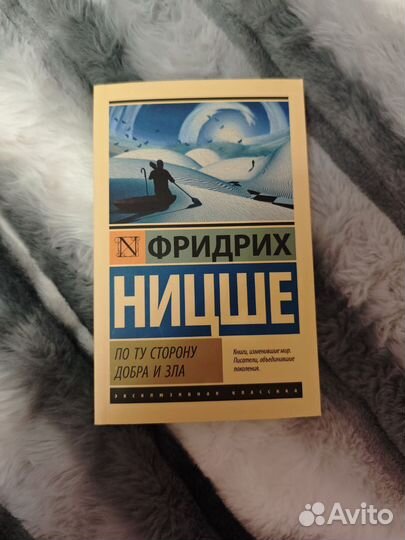 N ФРИДРИХ
НИЦШЕ
ПО ТУ СТОРОНУ
ДОБРА И ЗЛА
Книги, изменившие мир.
Писатели, объединившие
поколения.
ЭКСКЛЮЗИВНАЯ КЛАССИКА
Avito